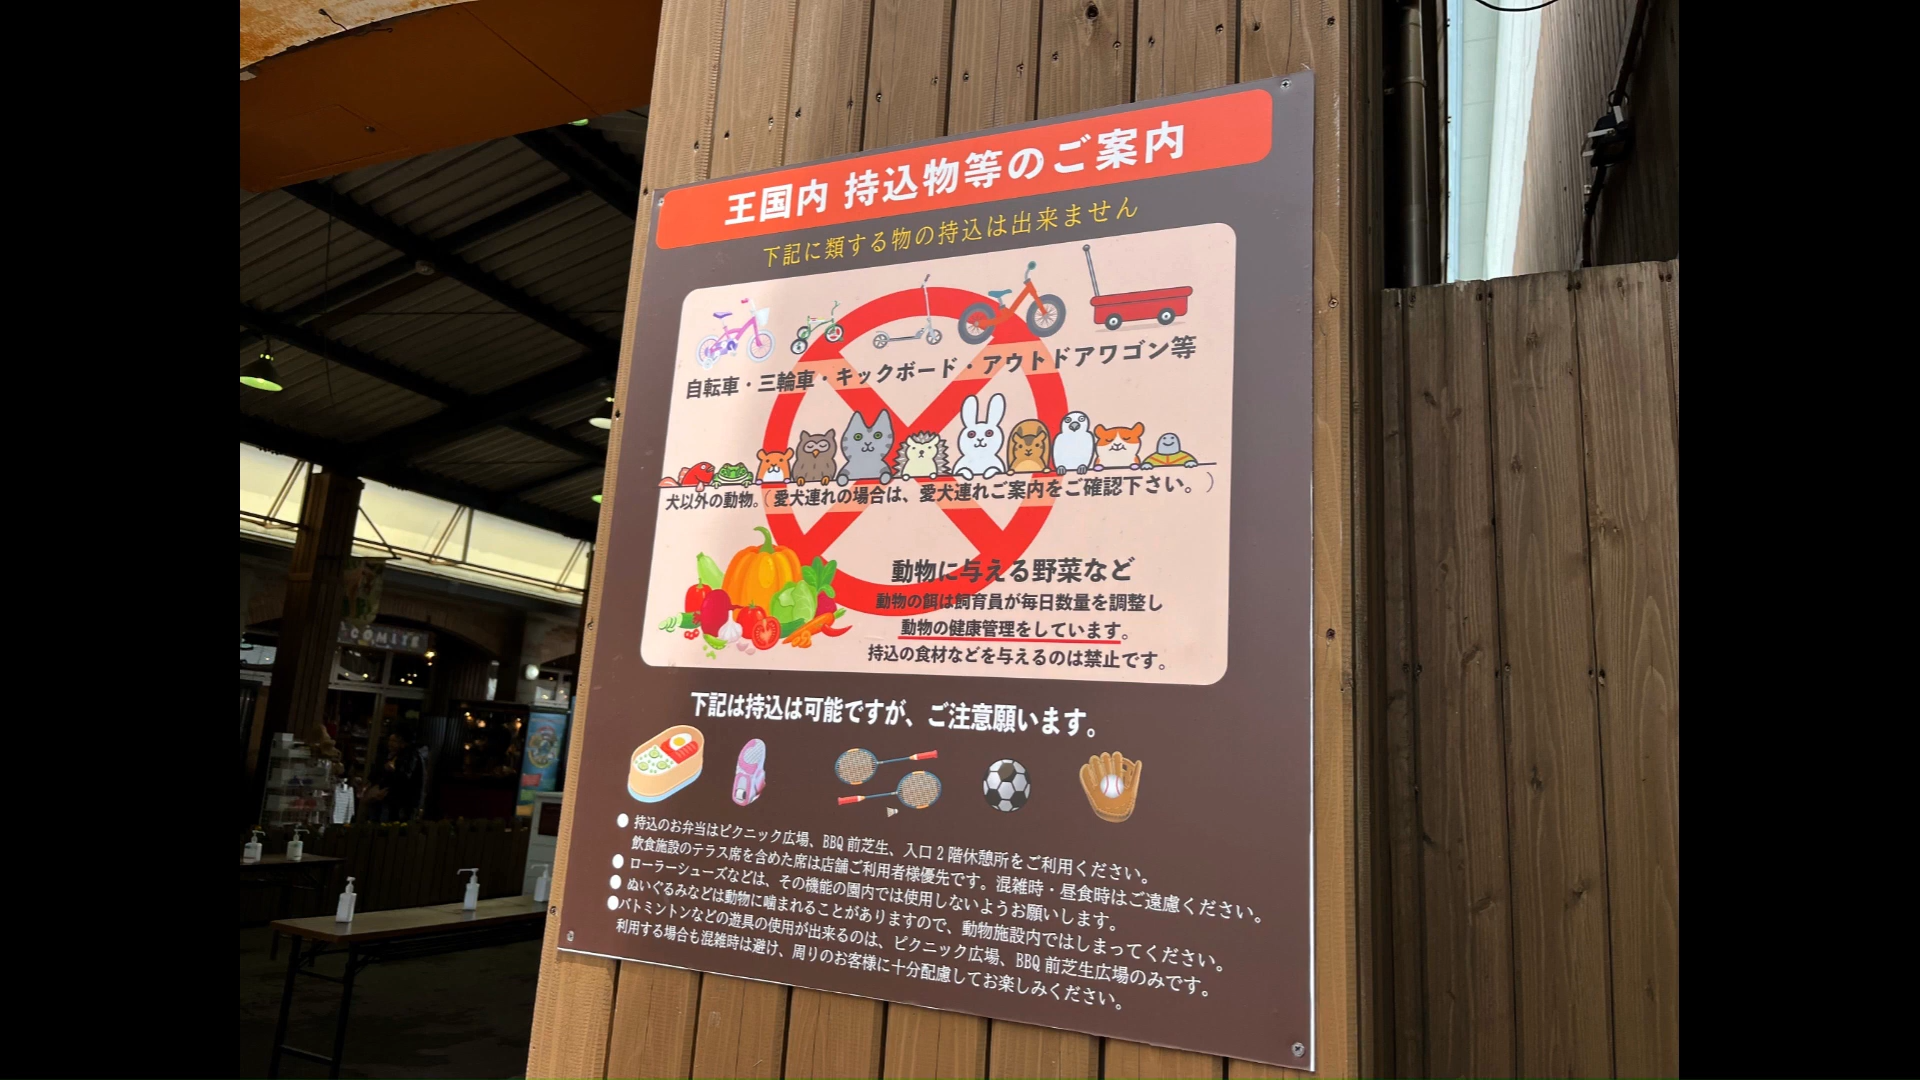 王国内 持込物等のご案内
下記に類する物の持込は出来ません
自転車・三輪車・キックボード・アウトドアワゴン等
犬以外の動物。(愛犬連れの場合は、愛犬連れご案内をご確認下さい。)
動物に与える野菜など
動物の餌は飼育員が毎日数量を調整し
動物の健康管理をしています。
持込の食材などを与えるのは禁止です。
下記は持込は可能ですが、ご注意願います。
● 持込のお弁当はピクニック広場、BBQ前芝生、入口2階休憩所をご利用ください。
飲食施設のテラス席を含めた席は店舗ご利用者様優先です。混雑時・昼食時はご遠慮ください。
● ローラーシューズなどは、その機能の園内では使用しないようお願いします。
● ぬいぐるみなどは動物に噛まれることがありますので、動物施設内ではしまってください。
●バトミントンなどの遊具の使用が出来るのは、ピクニック広場、BBQ前芝生広場のみです。
利用する場合も混雑時は避け、周りのお客様に十分配慮してお楽しみください。
COMITE